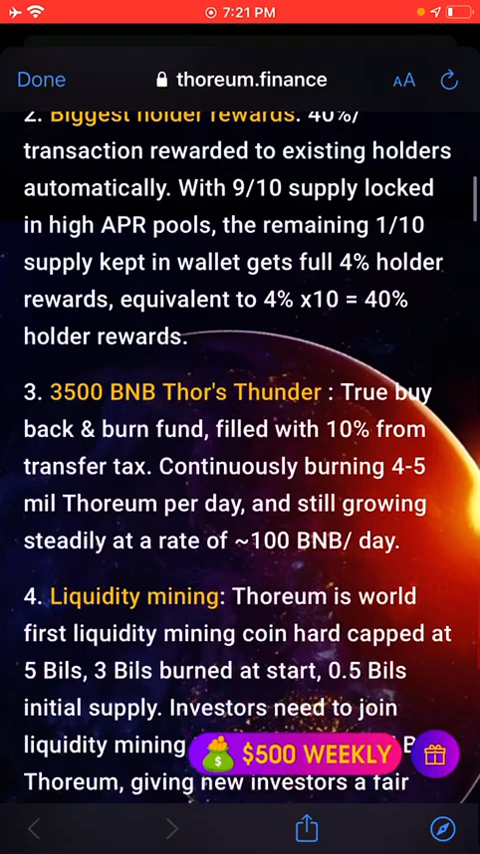 7:21 PM
Done
thoreum.finance
AA
2. Biggest holder rewards. 40%/
transaction rewarded to existing holders
automatically. With 9/10 supply locked
in high APR pools, the remaining 1/10
supply kept in wallet gets full 4% holder
rewards, equivalent to 4% x10 = 40%
holder rewards.
3. 3500 BNB Thor's Thunder : True buy
back & burn fund, filled with 10% from
transfer tax. Continuously burning 4-5
mil Thoreum per day, and still growing
steadily at a rate of ~100 BNB/ day.
4. Liquidity mining: Thoreum is world
first liquidity mining coin hard capped at
5 Bils, 3 Bils burned at start, 0.5 Bils
initial supply. Investors need to join
liquidity mining
$500 WEEKLY
Thoreum, giving new investors a fair